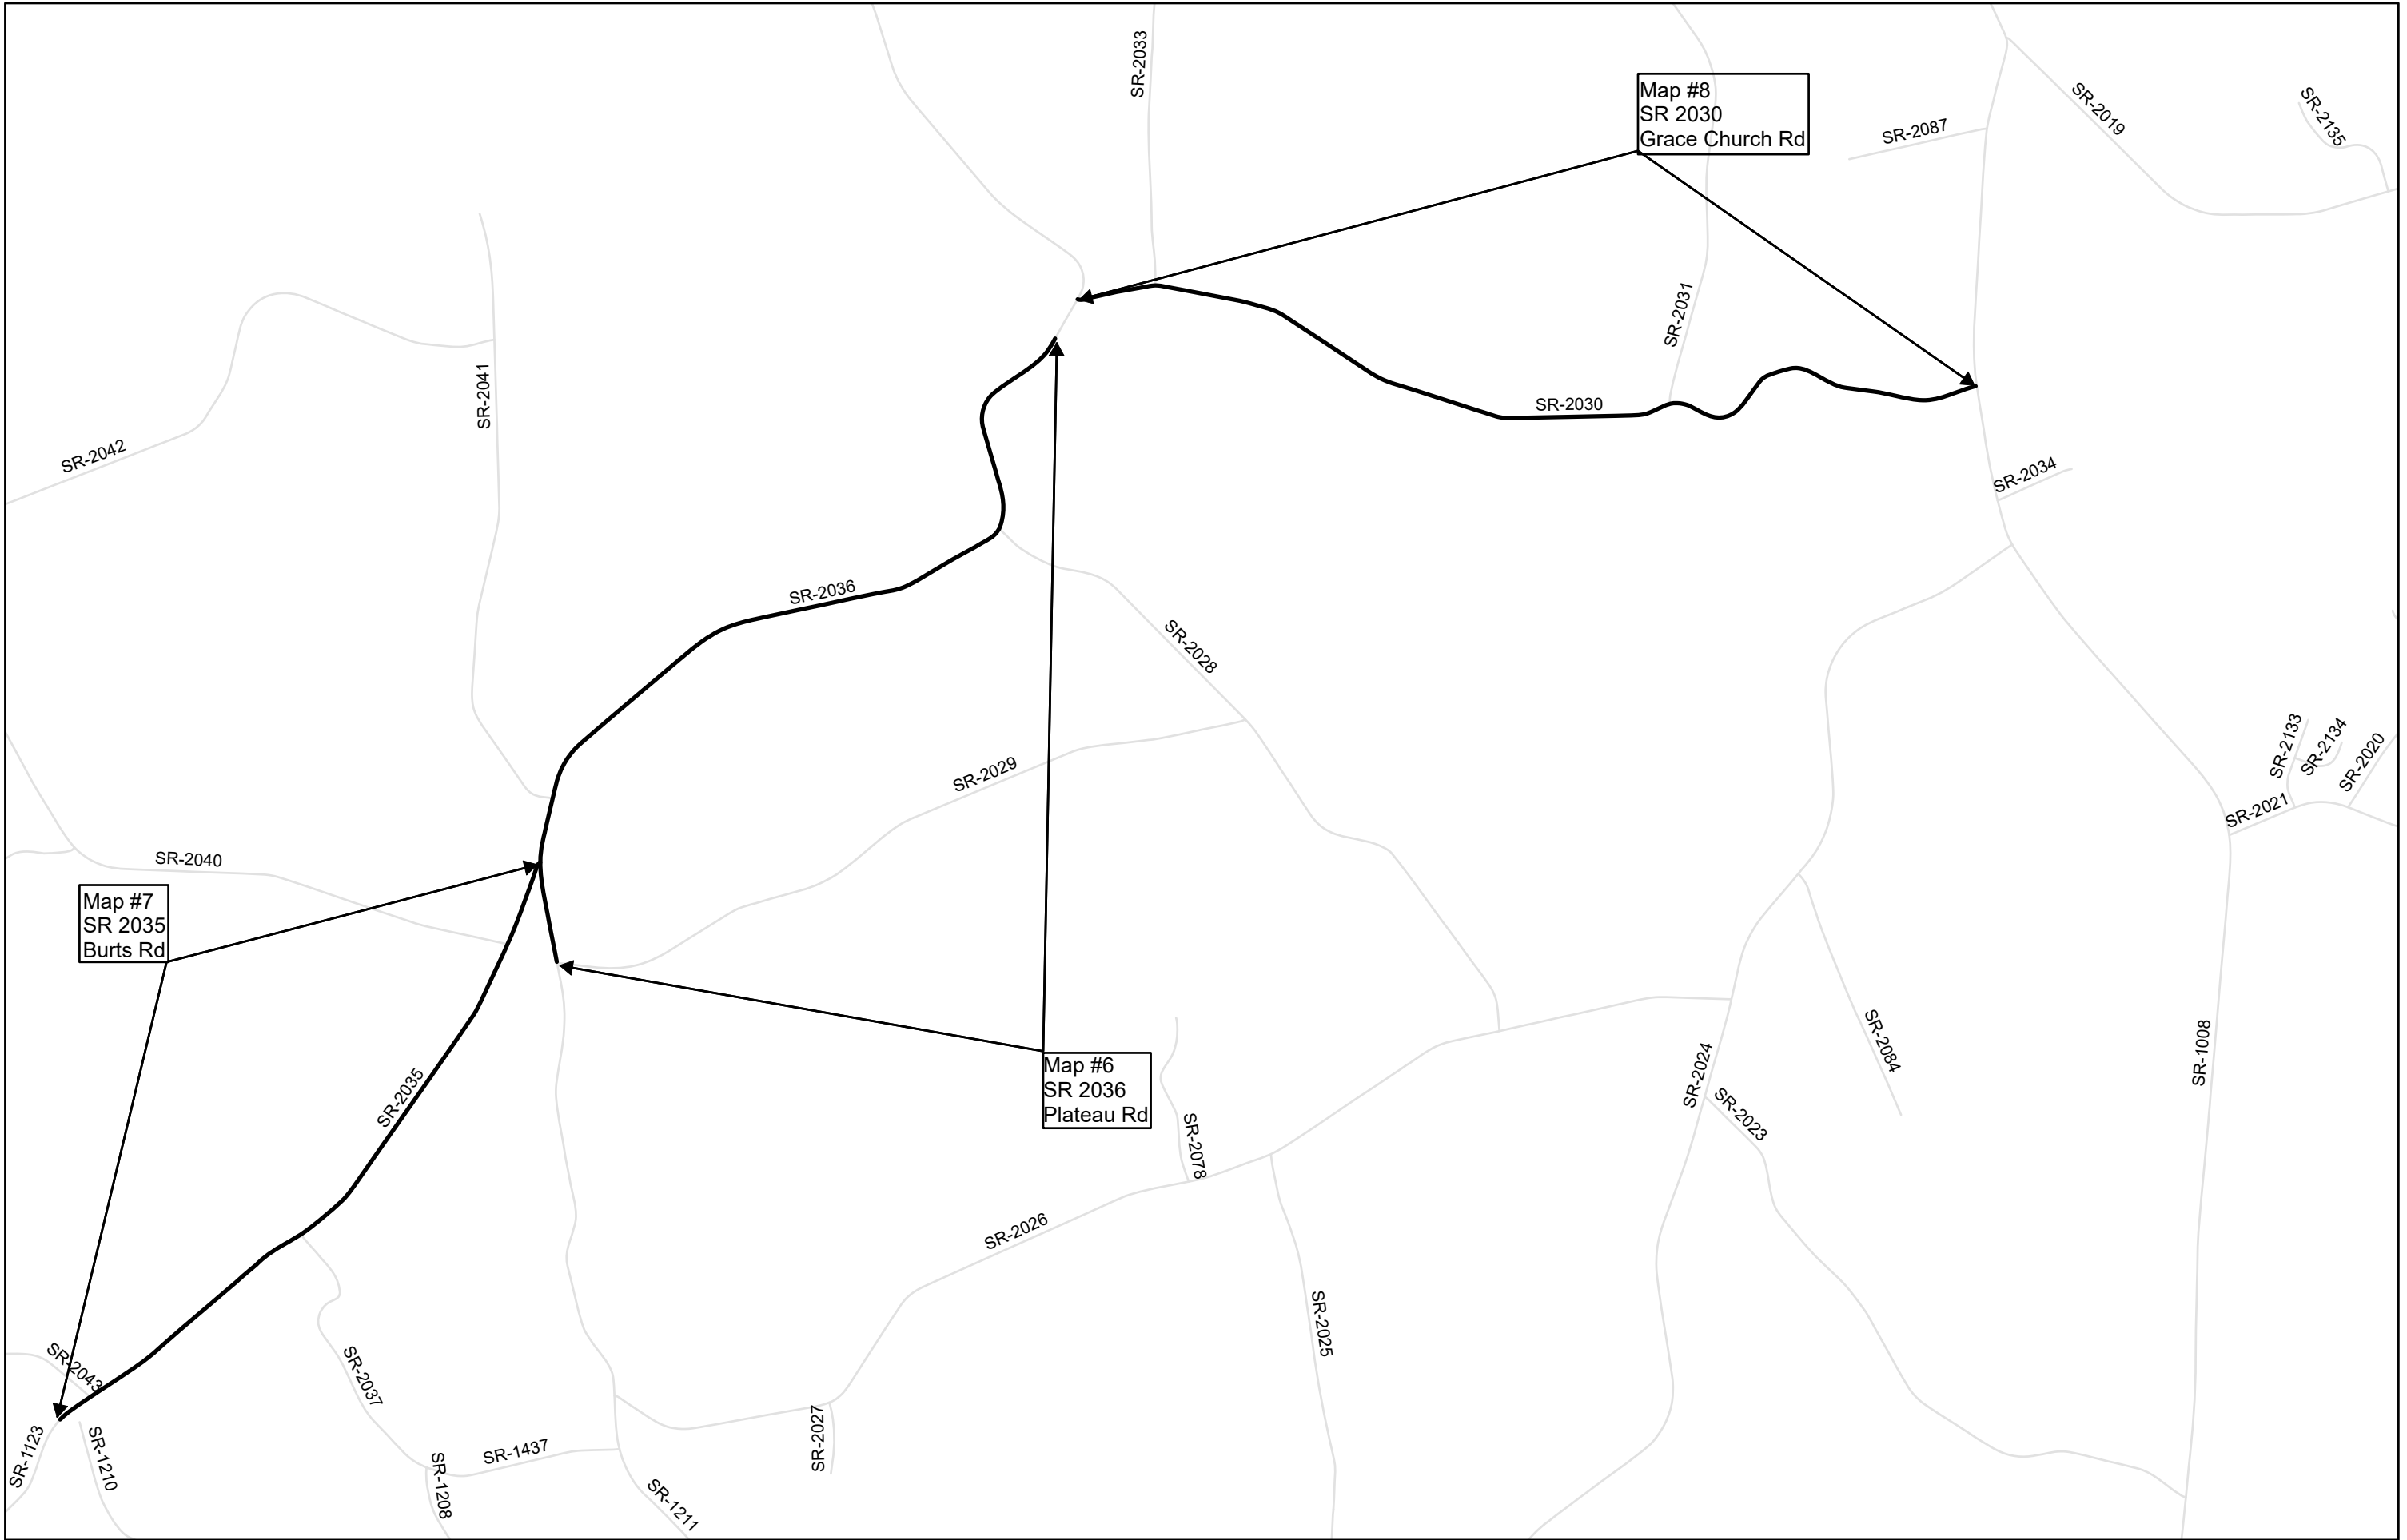 SR-2033
Map #8
SR 2030
Grace Church Rd
SR-2087
SR-2019
SR-2135
SR-2031
SR-2041
SR-2030
SR-2042
SR-2034
SR-2036
SR-2028
SR-2029
SR-2133
SR-2134
SR-2020
SR-2021
SR-2040
Map #7
SR 2035
Burts Rd
SR-2035
Map #6
SR 2036
Plateau Rd
SR-2024
SR-2084
SR-1008
SR-2023
SR-2078
SR-2026
SR-2025
SR-2043
SR-2037
SR-2027
SR-1123
SR-1210
SR-1437
SR-1208
SR-1211